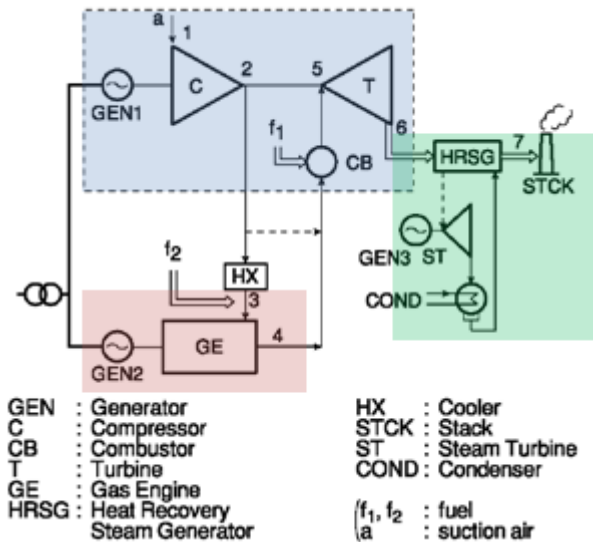 a 1
2 5
C
T
GEN1
6
7
f1
CB
HRSG
STCK
f2
GEN3 ST
HX
3
COND
4
GE
GEN2
GEN : Generator
C : Compressor
CB : Combustor
T : Turbine
GE : Gas Engine
HRSG : Heat Recovery
Steam Generator
HX : Cooler
STCK : Stack
ST : Steam Turbine
COND : Condenser
(f1, f2 : fuel
a : suction air